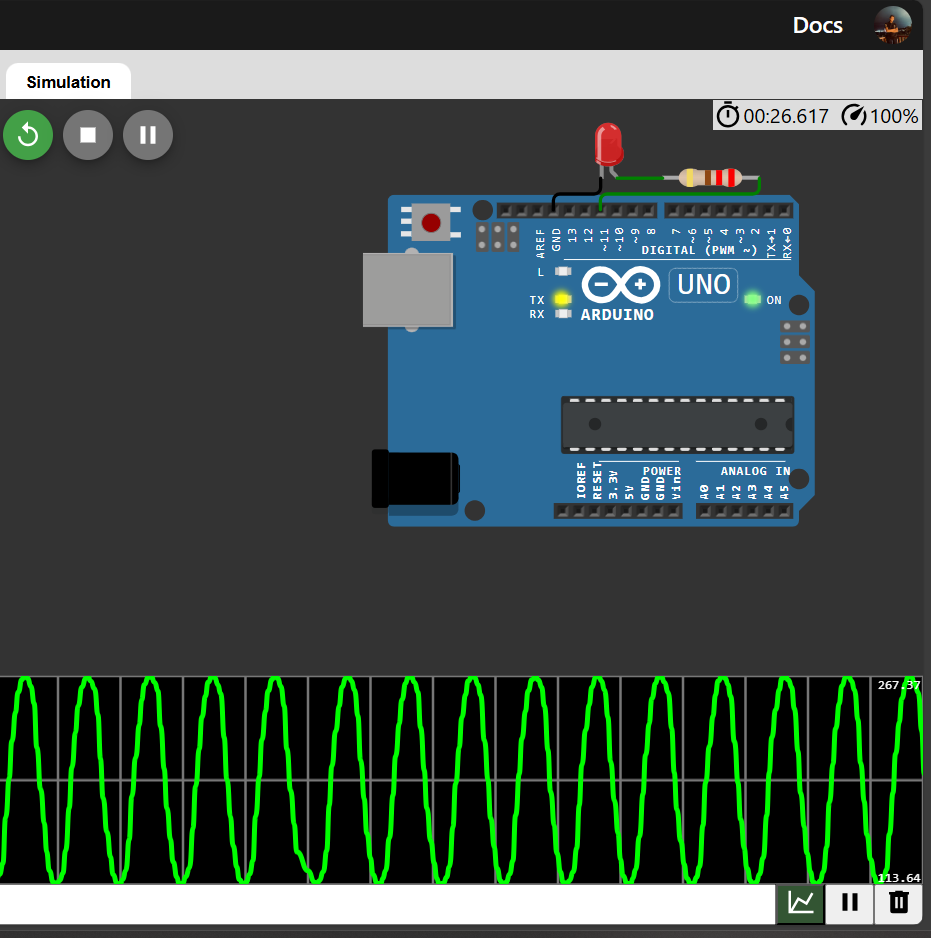 Docs
Simulation
00:26.617 100%
AREF
GND
13
12
~11
~10
~9
8
7
~6
~5
4
~3
2
TX→1
RX←0
DIGITAL (PWM ~)
L
TX
RX
UNO
ON
ARDUINO
IOREF
RESET
3.3V
5V
GND
GND
Vin
POWER
ANALOG IN
A0
A1
A2
A3
A4
A5
267.37
113.64